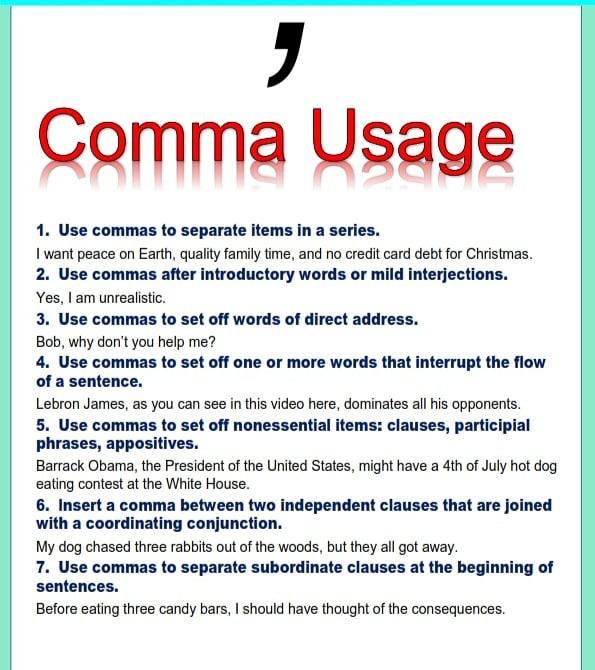 ,
Comma Usage
1. Use commas to separate items in a series.
I want peace on Earth, quality family time, and no credit card debt for Christmas.
2. Use commas after introductory words or mild interjections.
Yes, I am unrealistic.
3. Use commas to set off words of direct address.
Bob, why don't you help me?
4. Use commas to set off one or more words that interrupt the flow
of a sentence.
Lebron James, as you can see in this video here, dominates all his opponents.
5. Use commas to set off nonessential items: clauses, participial
phrases, appositives.
Barrack Obama, the President of the United States, might have a 4th of July hot dog
eating contest at the White House.
6. Insert a comma between two independent clauses that are joined
with a coordinating conjunction.
My dog chased three rabbits out of the woods, but they all got away.
7. Use commas to separate subordinate clauses at the beginning of
sentences.
Before eating three candy bars, I should have thought of the consequences.